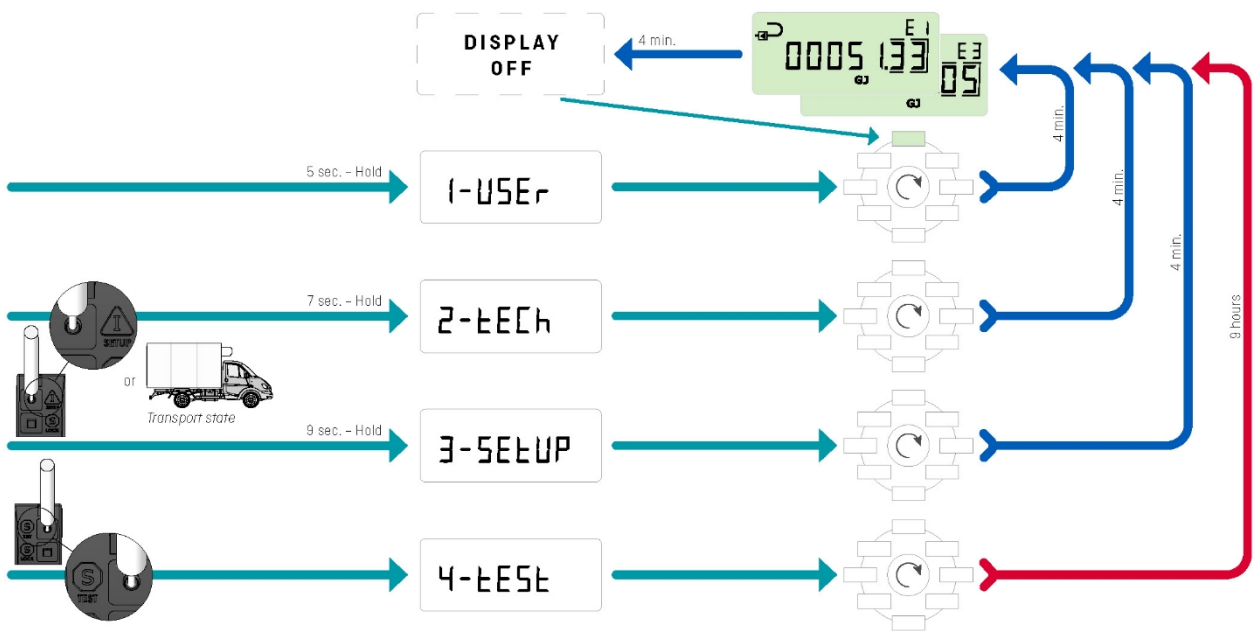 DISPLAY
OFF
4 min.
E1
00051.33
GJ
E3
05
GJ
4 min.
4 min.
4 min.
9 hours
5 sec. – Hold
1-USEr
7 sec. – Hold
2-tECh
I
SETUP
or
Transport state
9 sec. – Hold
3-SEtUP
S
LOCK
S
TEST
4-tESt